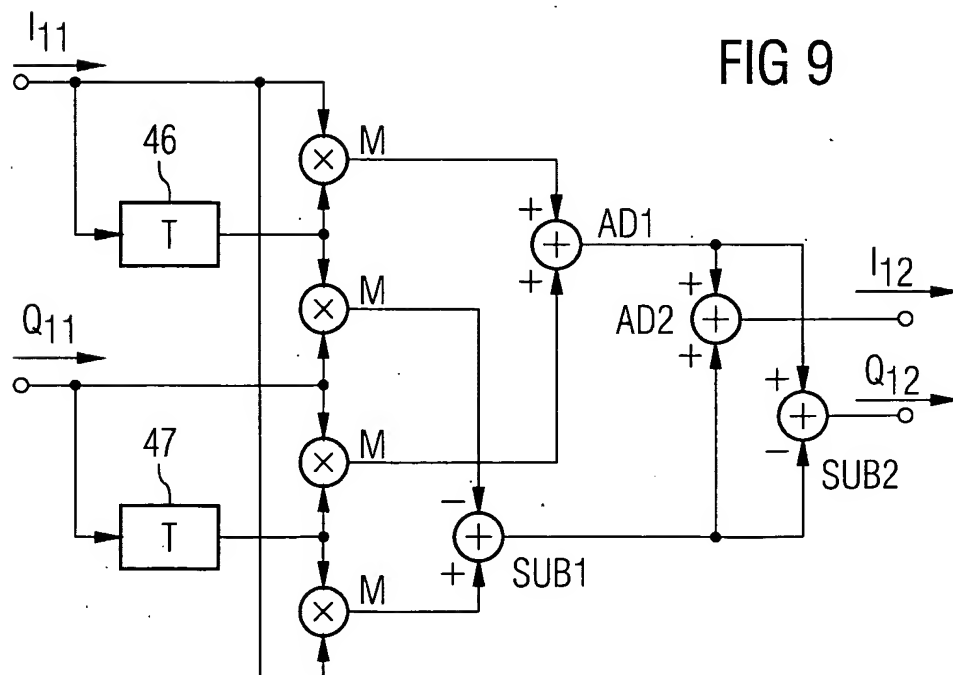 I11
FIG 9
46
M
T
+
AD1
+
I12
Q11
M
+
AD2
+
Q12
+
47
M
−
SUB2
T
−
+
SUB1
M